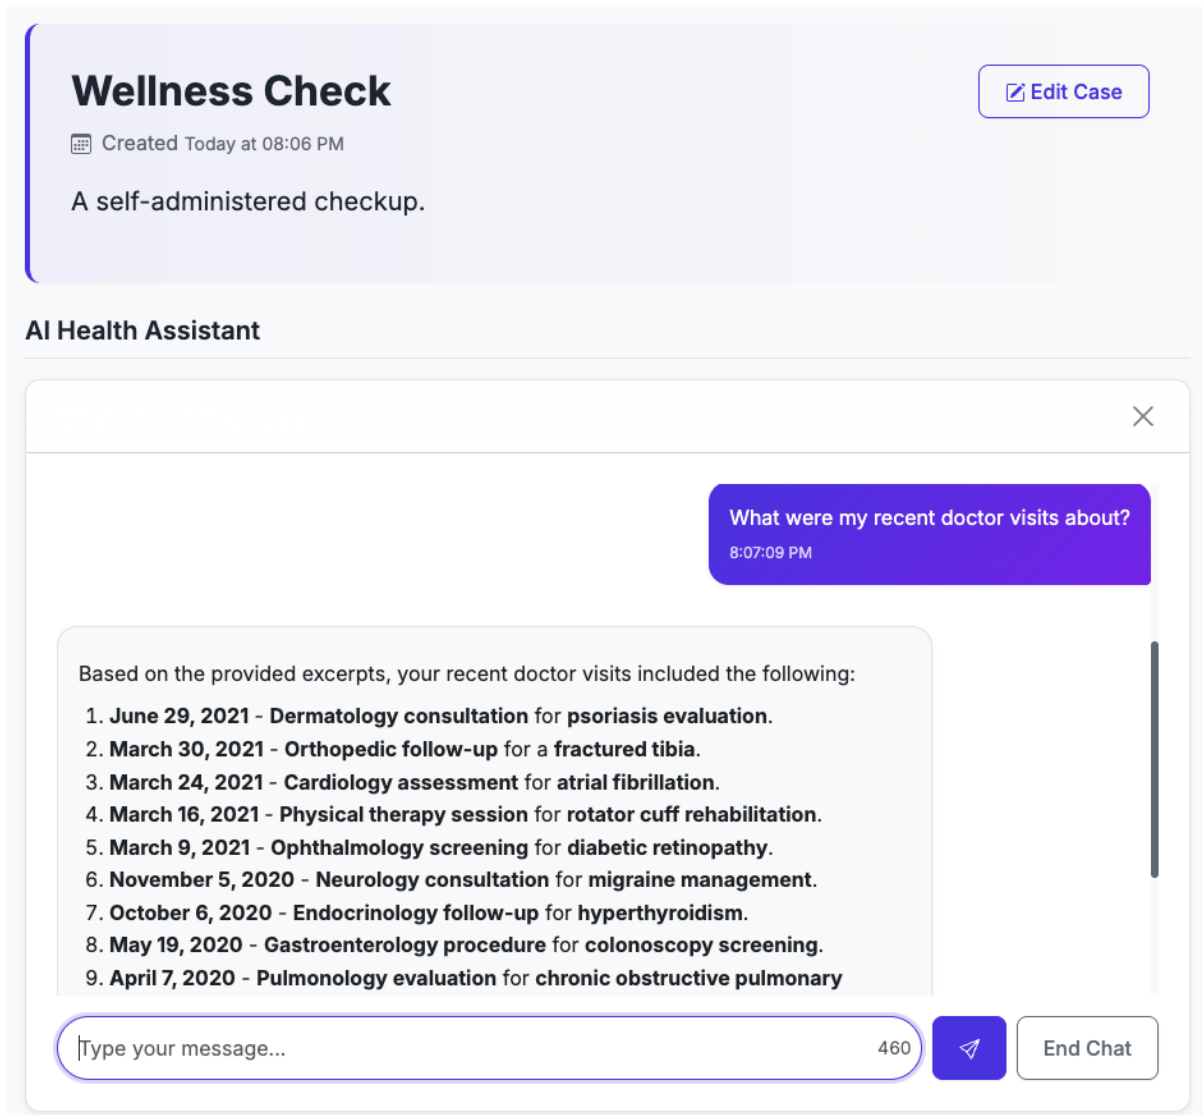 Wellness Check
Edit Case
Created Today at 08:06 PM
A self-administered checkup.
AI Health Assistant
What were my recent doctor visits about?
8:07:09 PM
Based on the provided excerpts, your recent doctor visits included the following:
1. June 29, 2021 - Dermatology consultation for psoriasis evaluation.
2. March 30, 2021 - Orthopedic follow-up for a fractured tibia.
3. March 24, 2021 - Cardiology assessment for atrial fibrillation.
4. March 16, 2021 - Physical therapy session for rotator cuff rehabilitation.
5. March 9, 2021 - Ophthalmology screening for diabetic retinopathy.
6. November 5, 2020 - Neurology consultation for migraine management.
7. October 6, 2020 - Endocrinology follow-up for hyperthyroidism.
8. May 19, 2020 - Gastroenterology procedure for colonoscopy screening.
9. April 7, 2020 - Pulmonology evaluation for chronic obstructive pulmonary
Type your message...
460
End Chat